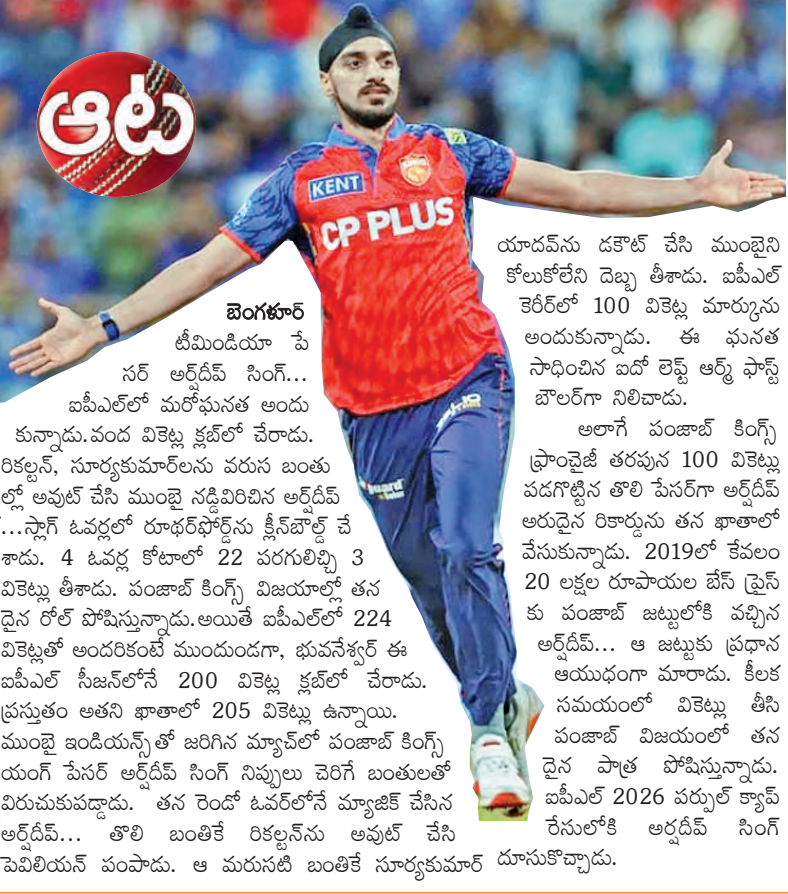 ఆట
KENT
CP PLUS
బెంగళూర్
టీమిండియా పే
సర్ అర్ష్‌దీప్ సింగ్...
ఐపీఎల్‌లో మరోఘనత అందు
కున్నాడు.వంద వికెట్ల క్లబ్‌లో చేరాడు.
రికల్టన్, సూర్యకుమార్‌లను వరుస బంతు
ల్లో అవుట్ చేసి ముంబై నడ్డివిరిచిన అర్ష్‌దీప్
...స్లాగ్ ఓవర్లలో రూథర్‌ఫోర్డ్‌ను క్లీన్‌బౌల్డ్ చే
శాడు. 4 ఓవర్ల కోటాలో 22 పరగులిచ్చి 3
వికెట్లు తీశాడు. పంజాబ్ కింగ్స్ విజయాల్లో తన
దైన రోల్ పోషిస్తున్నాడు.అయితే ఐపీఎల్‌లో 224
వికెట్లతో అందరికంటే ముందుండగా, భువనేశ్వర్ ఈ
ఐపీఎల్ సీజన్‌లోనే 200 వికెట్ల క్లబ్‌లో చేరాడు.
ప్రస్తుతం అతని ఖాతాలో 205 వికెట్లు ఉన్నాయి.
ముంబై ఇండియన్స్ తో జరిగిన మ్యాచ్‌లో పంజాబ్ కింగ్స్
యంగ్ పేసర్ అర్ష్‌దీప్ సింగ్ నిప్పులు చెరిగే బంతులతో
విరుచుకుపడ్డాడు. తన రెండో ఓవర్‌లోనే మ్యాజిక్ చేసిన
అర్ష్‌దీప్... తొలి బంతికే రికల్టన్‌ను అవుట్ చేసి
పెవిలియన్ పంపాడు. ఆ మరుసటి బంతికే సూర్యకుమార్
యాదవ్‌ను డకౌట్ చేసి ముంబైని
కోలుకోలేని దెబ్బ తీశాడు. ఐపీఎల్
కెరీర్‌లో 100 వికెట్ల మార్కును
అందుకున్నాడు. ఈ ఘనత
సాధించిన ఐదో లెఫ్ట్ ఆర్మ్ ఫాస్ట్
బౌలర్‌గా నిలిచాడు.
అలాగే పంజాబ్ కింగ్స్
ఫ్రాంచైజీ తరపున 100 వికెట్లు
పడగొట్టిన తొలి పేసర్‌గా అర్ష్‌దీప్
అరుదైన రికార్డును తన ఖాతాలో
వేసుకున్నాడు. 2019లో కేవలం
20 లక్షల రూపాయల బేస్ ప్రైస్
కు పంజాబ్ జట్టులోకి వచ్చిన
అర్ష్‌దీప్... ఆ జట్టుకు ప్రధాన
ఆయుధంగా మారాడు. కీలక
సమయంలో వికెట్లు తీసి
పంజాబ్ విజయంలో తన
దైన పాత్ర పోషిస్తున్నాడు.
ఐపీఎల్ 2026 పర్పుల్ క్యాప్
రేసులోకి అర్షదీప్ సింగ్
దూసుకొచ్చాడు.